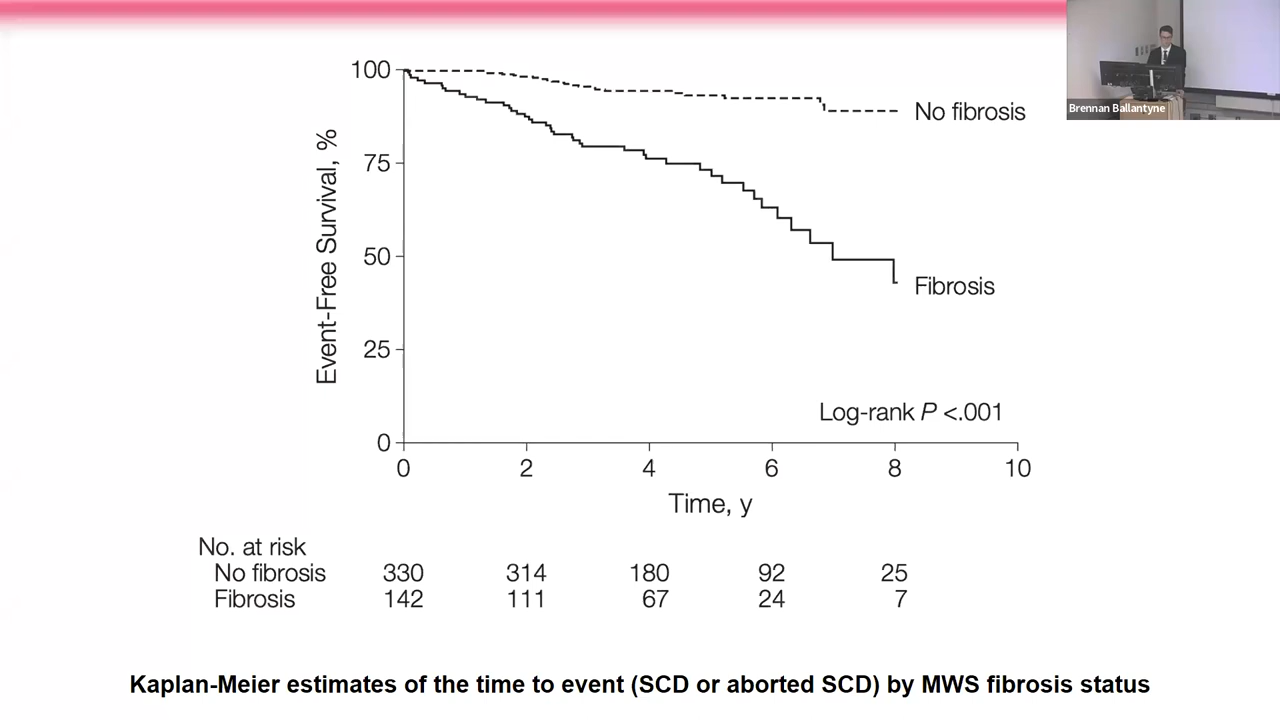 Brennan Ballantyne
100
75
50
25
0
Event-Free Survival, %
No fibrosis
Fibrosis
Log-rank P <.001
0 2 4 6 8 10
Time, y
No. at risk
No fibrosis 330 314 180 92 25
Fibrosis 142 111 67 24 7
Kaplan-Meier estimates of the time to event (SCD or aborted SCD) by MWS fibrosis status